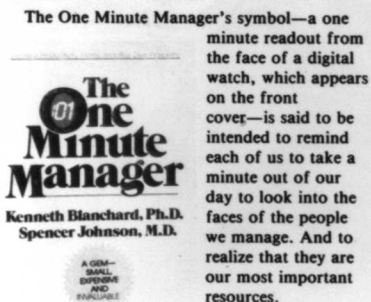 The One Minute Manager's symbol—a one
minute readout from
the face of a digital
watch, which appears
on the front
cover—is said to be
intended to remind
each of us to take a
minute out of our
day to look into the
faces of the people
we manage. And to
realize that they are
our most important
resources.
The
:01
One
Minute
Manager
Kenneth Blanchard, Ph.D.
Spencer Johnson, M.D.
A GEM—
SMALL,
EXPENSIVE
AND
INVALUABLE